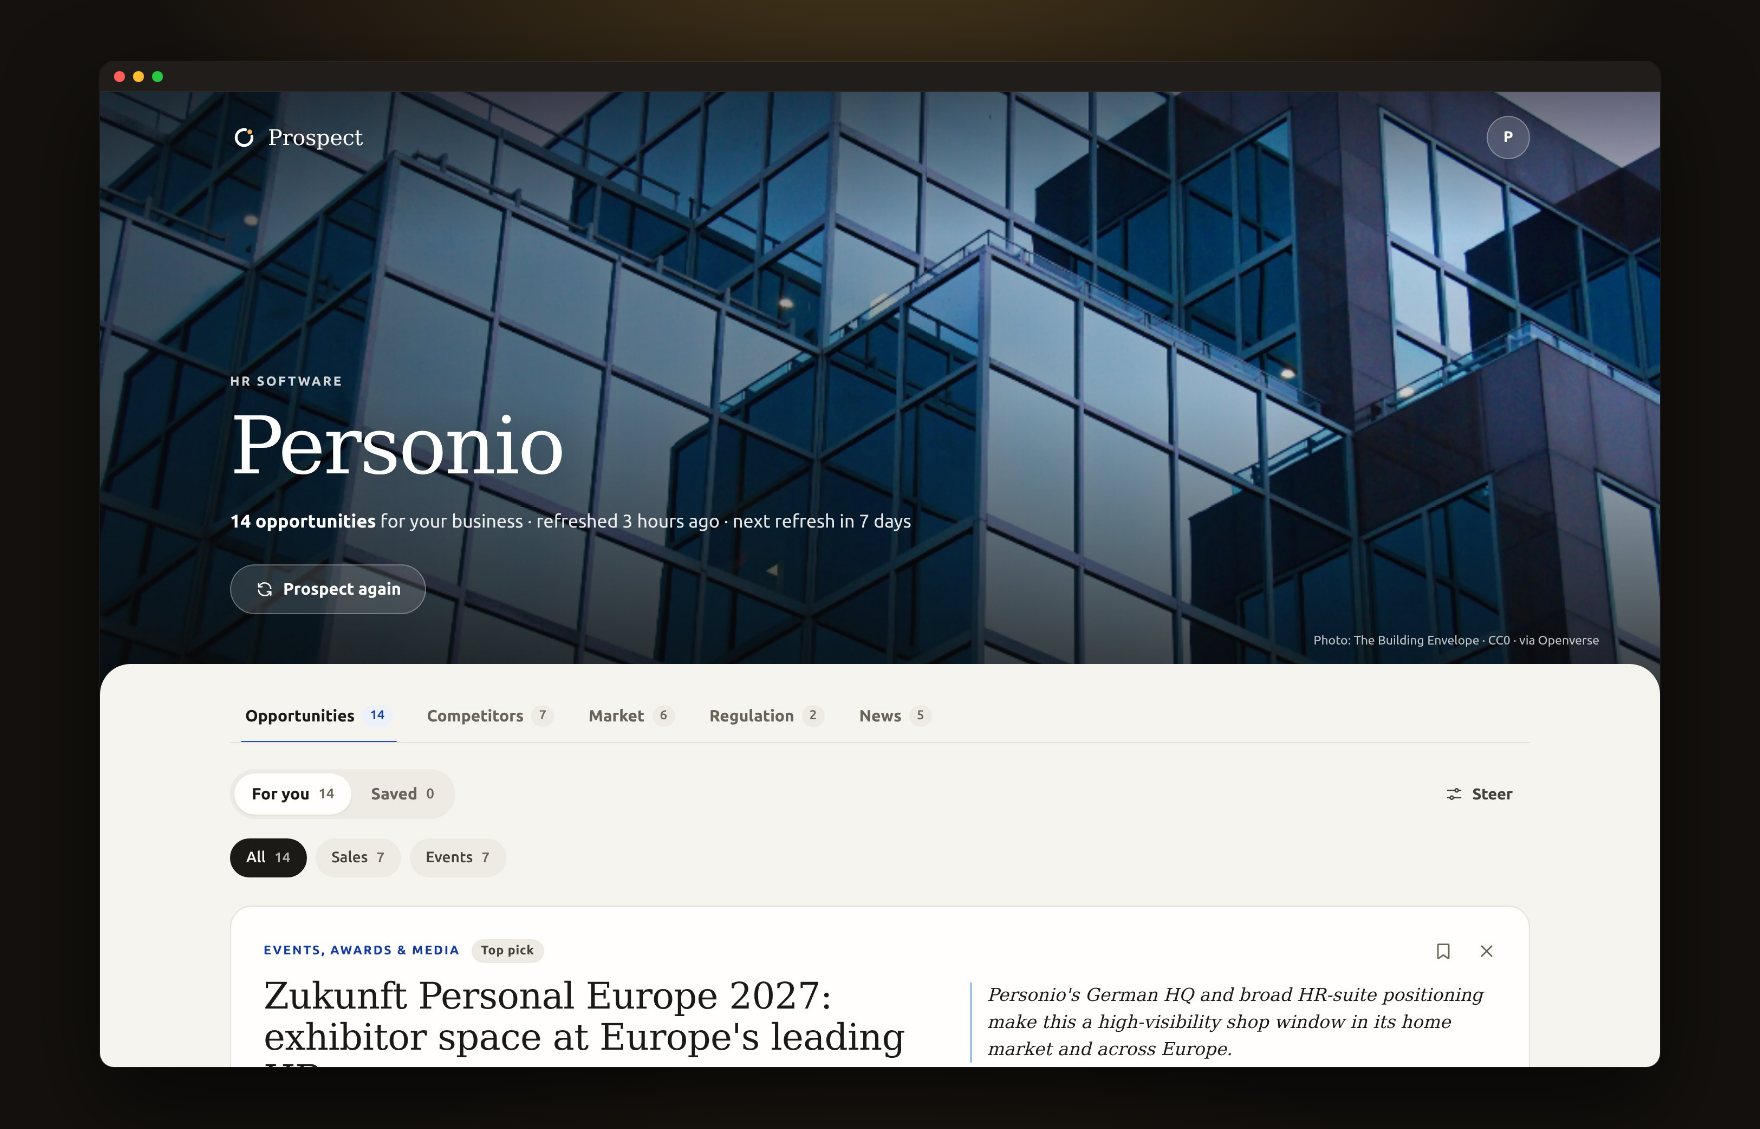 Prospect
P
HR SOFTWARE
Personio
14 opportunities for your business · refreshed 3 hours ago · next refresh in 7 days
Prospect again
Photo: The Building Envelope · CC0 · via Openverse
Opportunities 14 Competitors 7 Market 6 Regulation 2 News 5
For you 14 Saved 0 Steer
All 14 Sales 7 Events 7
EVENTS, AWARDS & MEDIA Top pick
Zukunft Personal Europe 2027:
exhibitor space at Europe's leading
Personio's German HQ and broad HR-suite positioning
make this a high-visibility shop window in its home
market and across Europe.